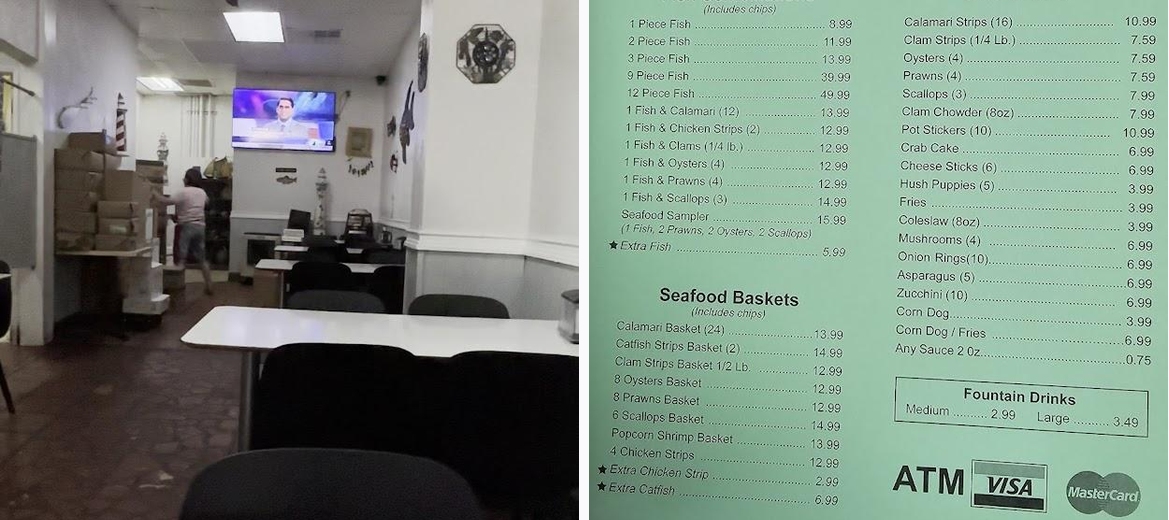 (Includes chips)
1 Piece Fish 8.99
2 Piece Fish 11.99
3 Piece Fish 13.99
9 Piece Fish 39.99
12 Piece Fish 49.99
1 Fish & Calamari (12) 13.99
1 Fish & Chicken Strips (2) 12.99
1 Fish & Clams (1/4 lb.) 12.99
1 Fish & Oysters (4) 12.99
1 Fish & Prawns (4) 12.99
1 Fish & Scallops (3) 14.99
Seafood Sampler 15.99
(1 Fish, 2 Prawns, 2 Oysters, 2 Scallops)
★ Extra Fish 5.99
Seafood Baskets
(Includes chips)
Calamari Basket (24) 13.99
Catfish Strips Basket (2) 14.99
Clam Strips Basket 1/2 Lb. 12.99
8 Oysters Basket 12.99
8 Prawns Basket 12.99
6 Scallops Basket 14.99
Popcorn Shrimp Basket 13.99
4 Chicken Strips 12.99
★ Extra Chicken Strip 2.99
★ Extra Catfish 6.99
Calamari Strips (16) 10.99
Clam Strips (1/4 Lb.) 7.59
Oysters (4) 7.59
Prawns (4) 7.59
Scallops (3) 7.99
Clam Chowder (8oz) 7.99
Pot Stickers (10) 10.99
Crab Cake 6.99
Cheese Sticks (6) 6.99
Hush Puppies (5) 3.99
Fries 3.99
Coleslaw (8oz) 3.99
Mushrooms (4) 6.99
Onion Rings(10) 6.99
Asparagus (5) 6.99
Zucchini (10) 6.99
Corn Dog 3.99
Corn Dog / Fries 6.99
Any Sauce 2 0z 0.75
Fountain Drinks
Medium 2.99 Large 3.49
ATM VISA MasterCard